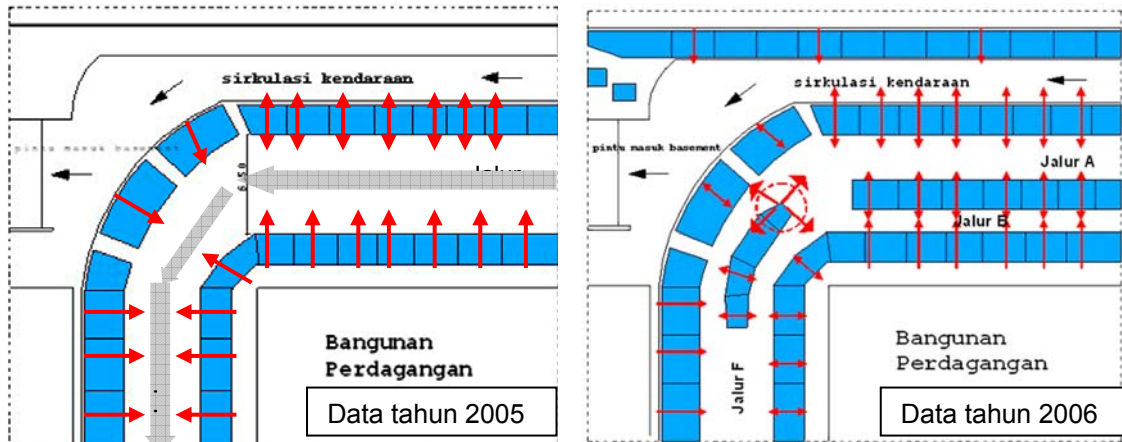 sirkulasi kendaraan
pintu masuk basement
6.50
Bangunan
Perdagangan
Data tahun 2005
sirkulasi kendaraan
pintu masuk basement
Jalur A
Jalur B
Jalur F
Bangunan
Perdagangan
Data tahun 2006